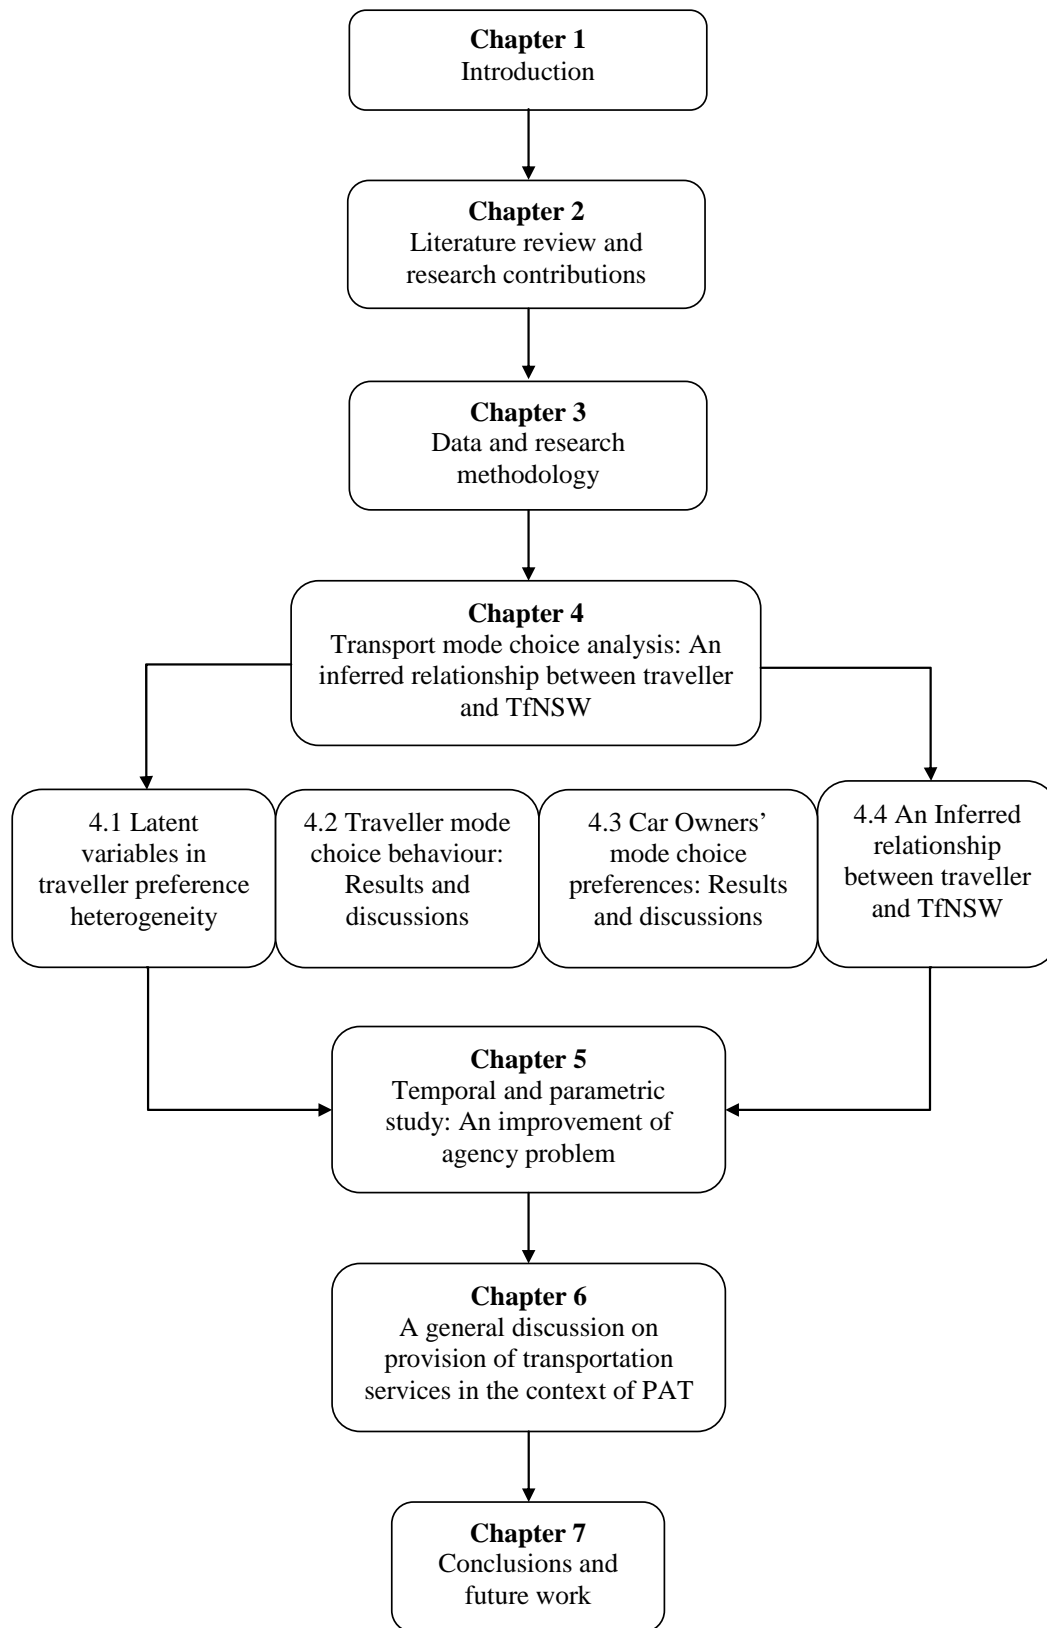 Chapter 1
Introduction
Chapter 2
Literature review and
research contributions
Chapter 3
Data and research
methodology
Chapter 4
Transport mode choice analysis: An
inferred relationship between traveller
and TfNSW
4.1 Latent
variables in
traveller preference
heterogeneity
4.2 Traveller mode
choice behaviour:
Results and
discussions
4.3 Car Owners’
mode choice
preferences: Results
and discussions
4.4 An Inferred
relationship
between traveller
and TfNSW
Chapter 5
Temporal and parametric
study: An improvement of
agency problem
Chapter 6
A general discussion on
provision of transportation
services in the context of PAT
Chapter 7
Conclusions and
future work